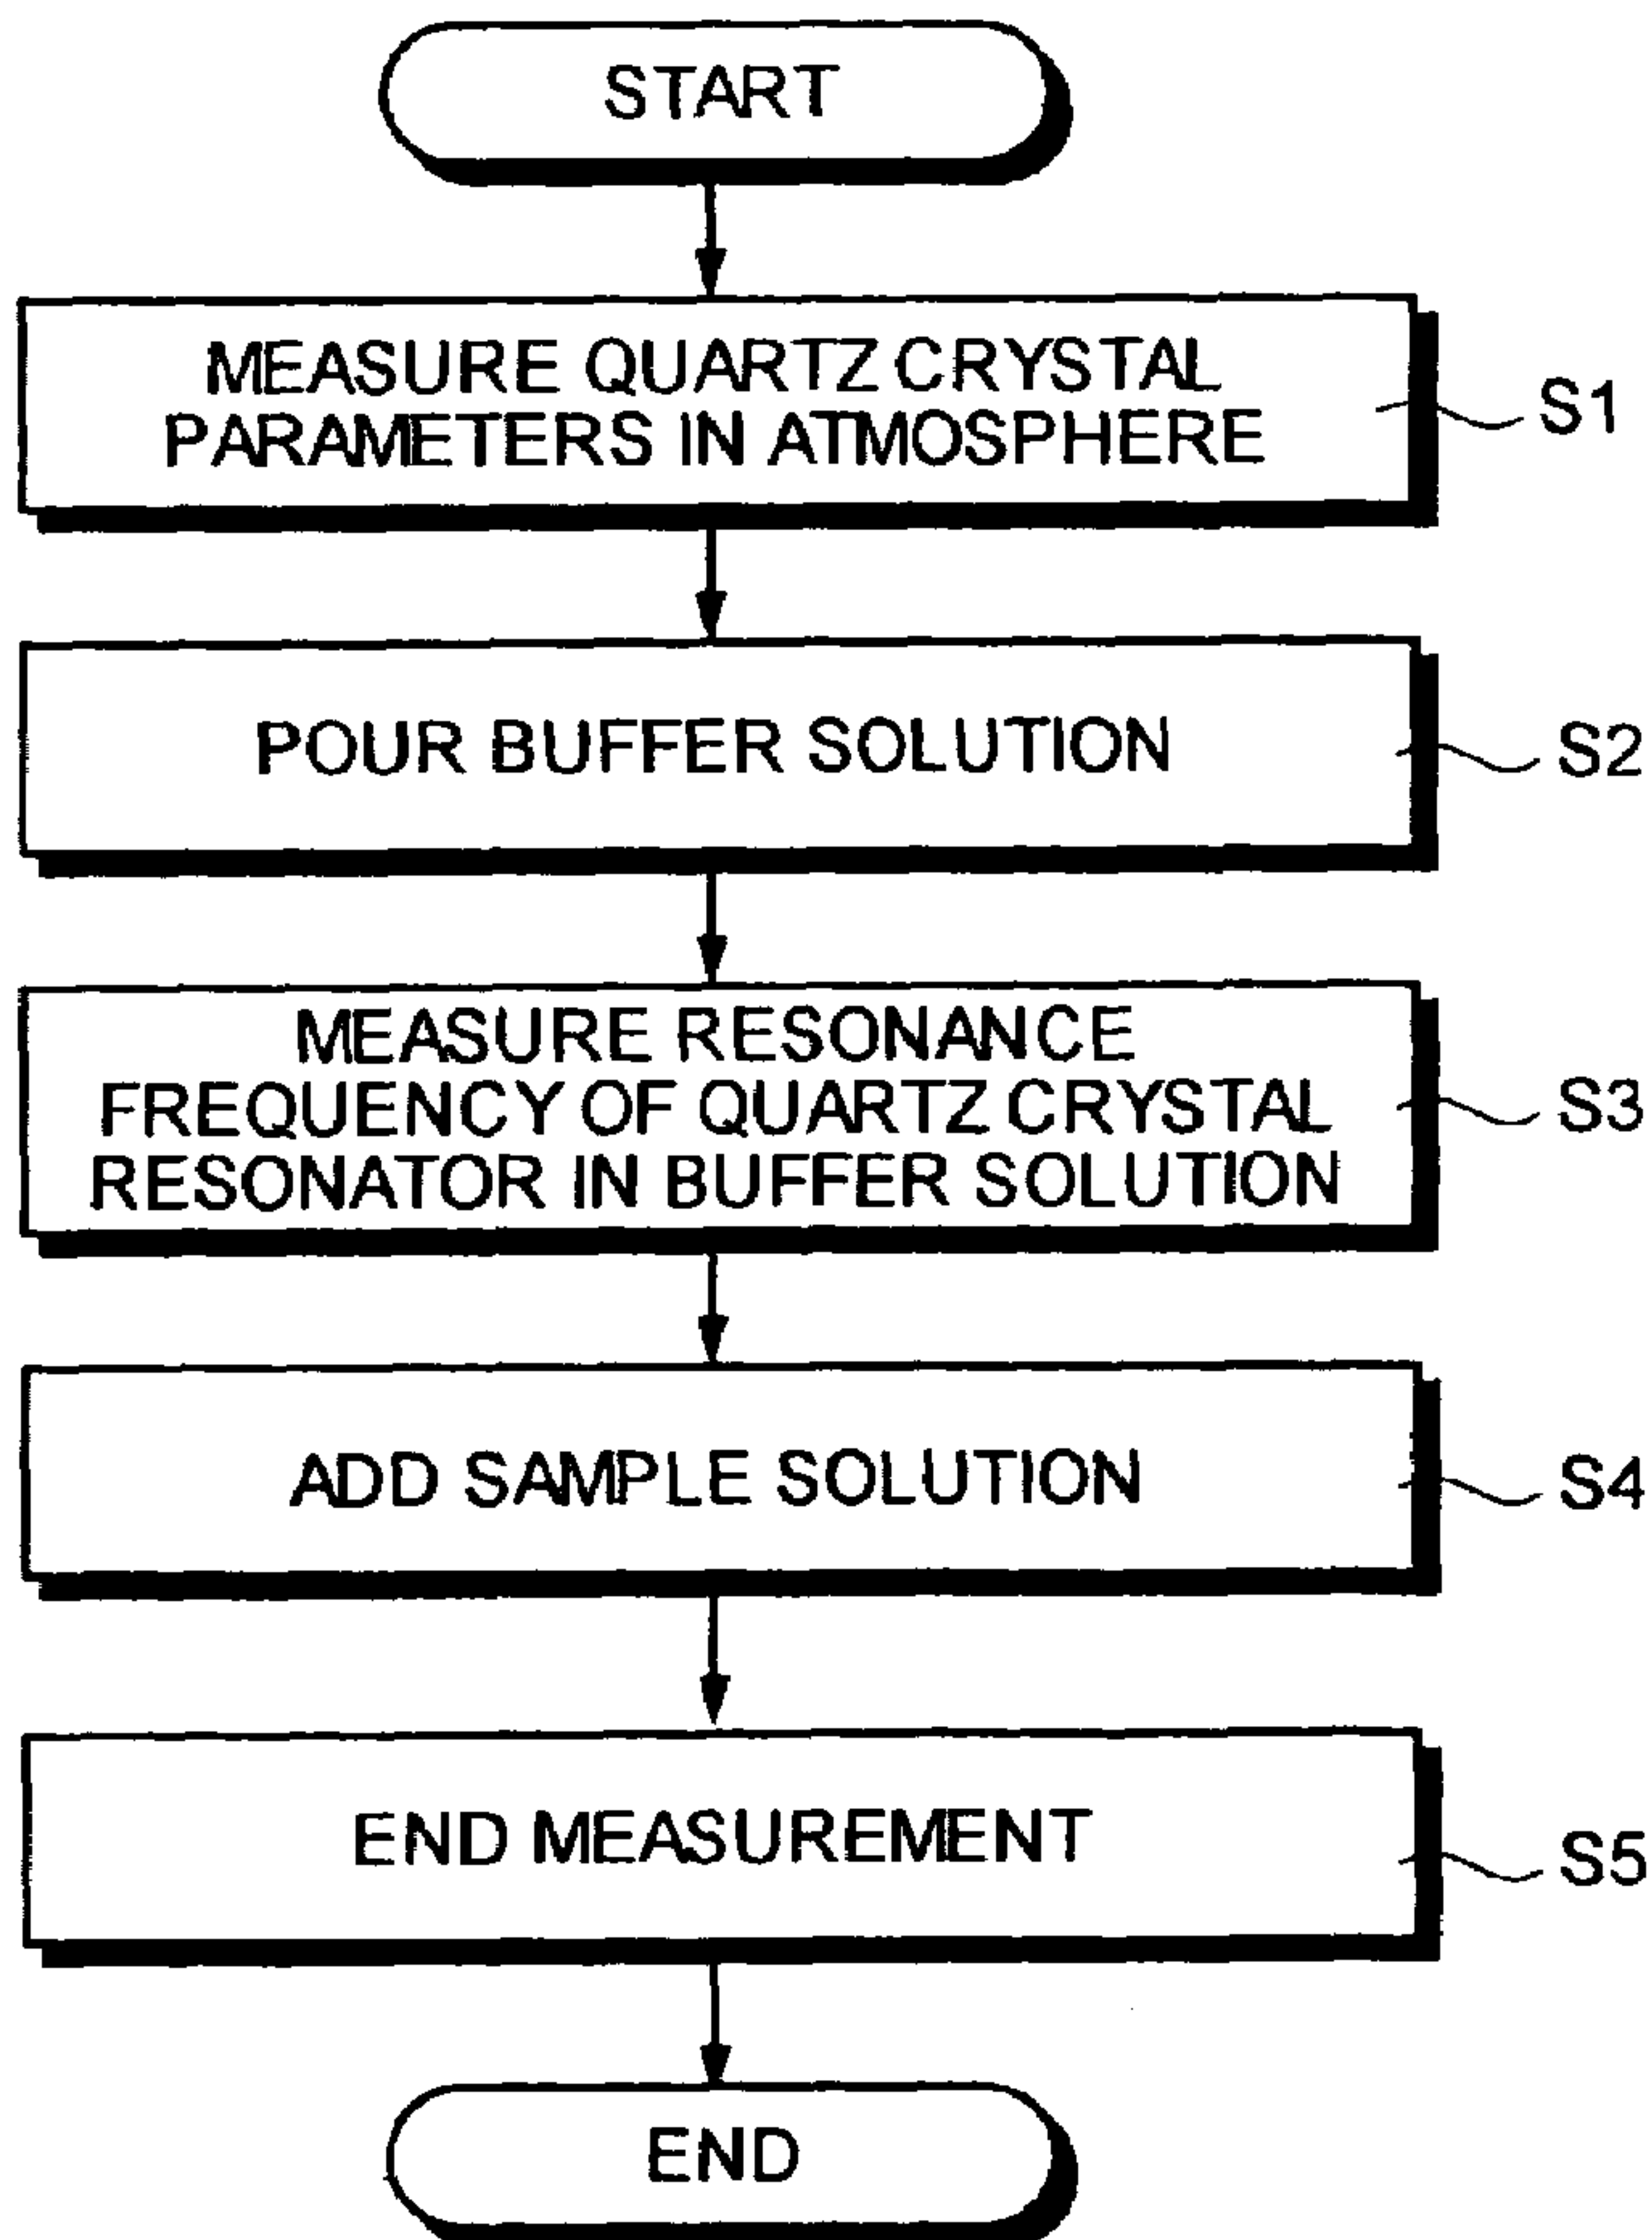 START
MEASURE QUARTZ CRYSTAL
PARAMETERS IN ATMOSPHERE
S1
POUR BUFFER SOLUTION
S2
MEASURE RESONANCE
FREQUENCY OF QUARTZ CRYSTAL
RESONATOR IN BUFFER SOLUTION
S3
ADD SAMPLE SOLUTION
S4
END MEASUREMENT
S5
END